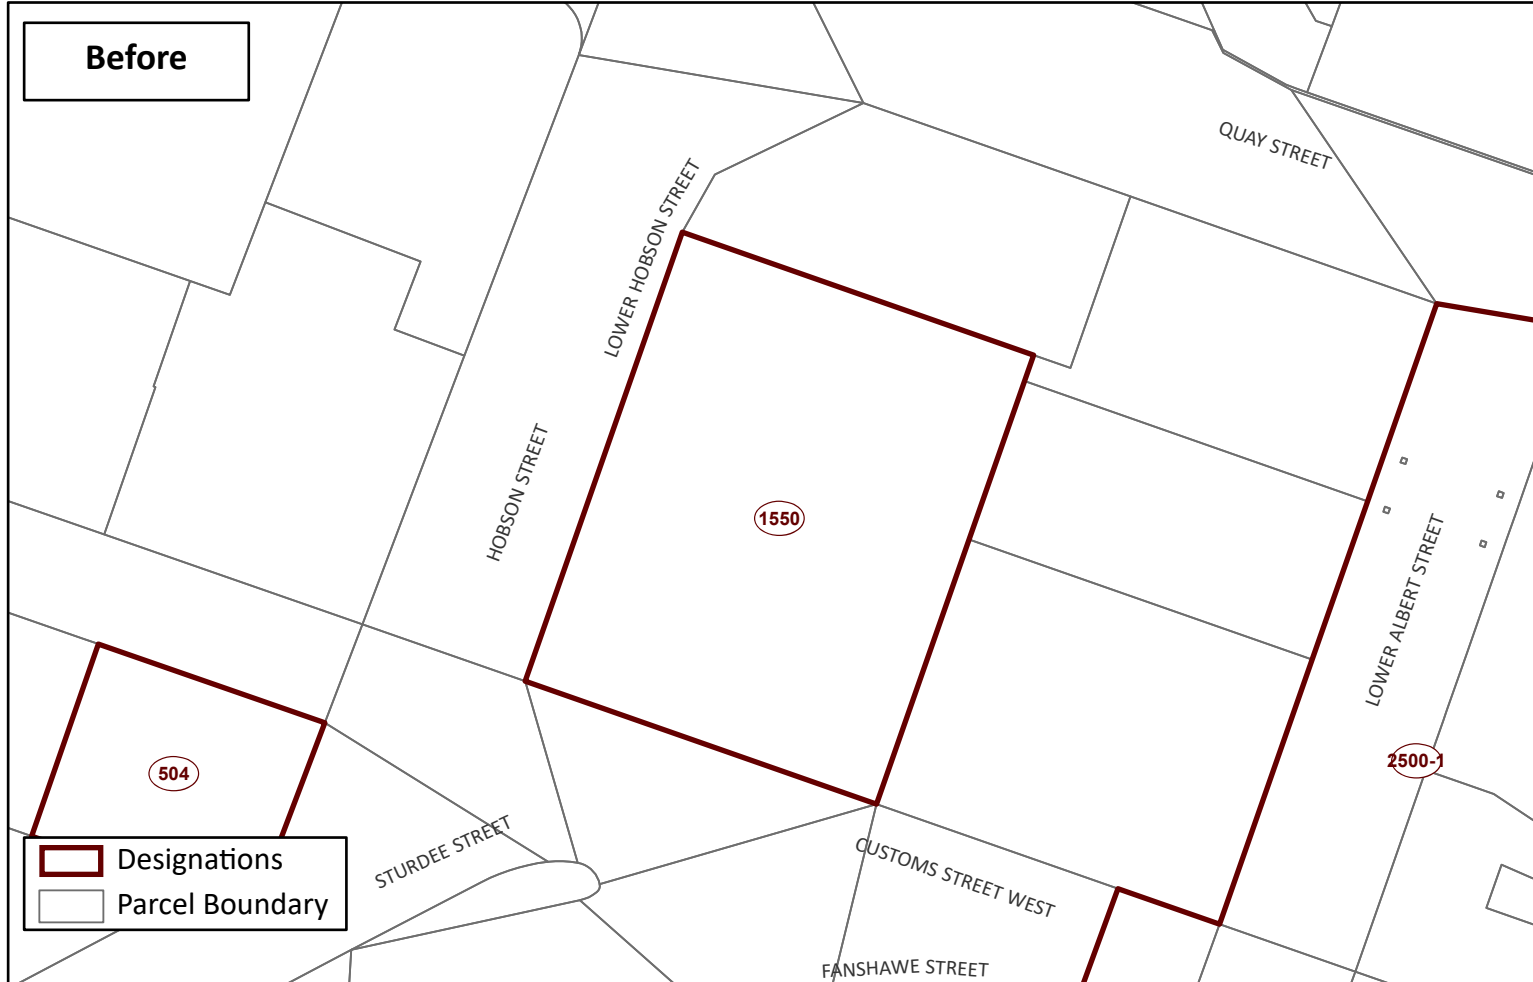 Before
QUAY STREET
LOWER HOBSON STREET
HOBSON STREET
1550
LOWER ALBERT STREET
2500-1
504
STURDEE STREET
CUSTOMS STREET WEST
FANSHAWE STREET
Designations
Parcel Boundary